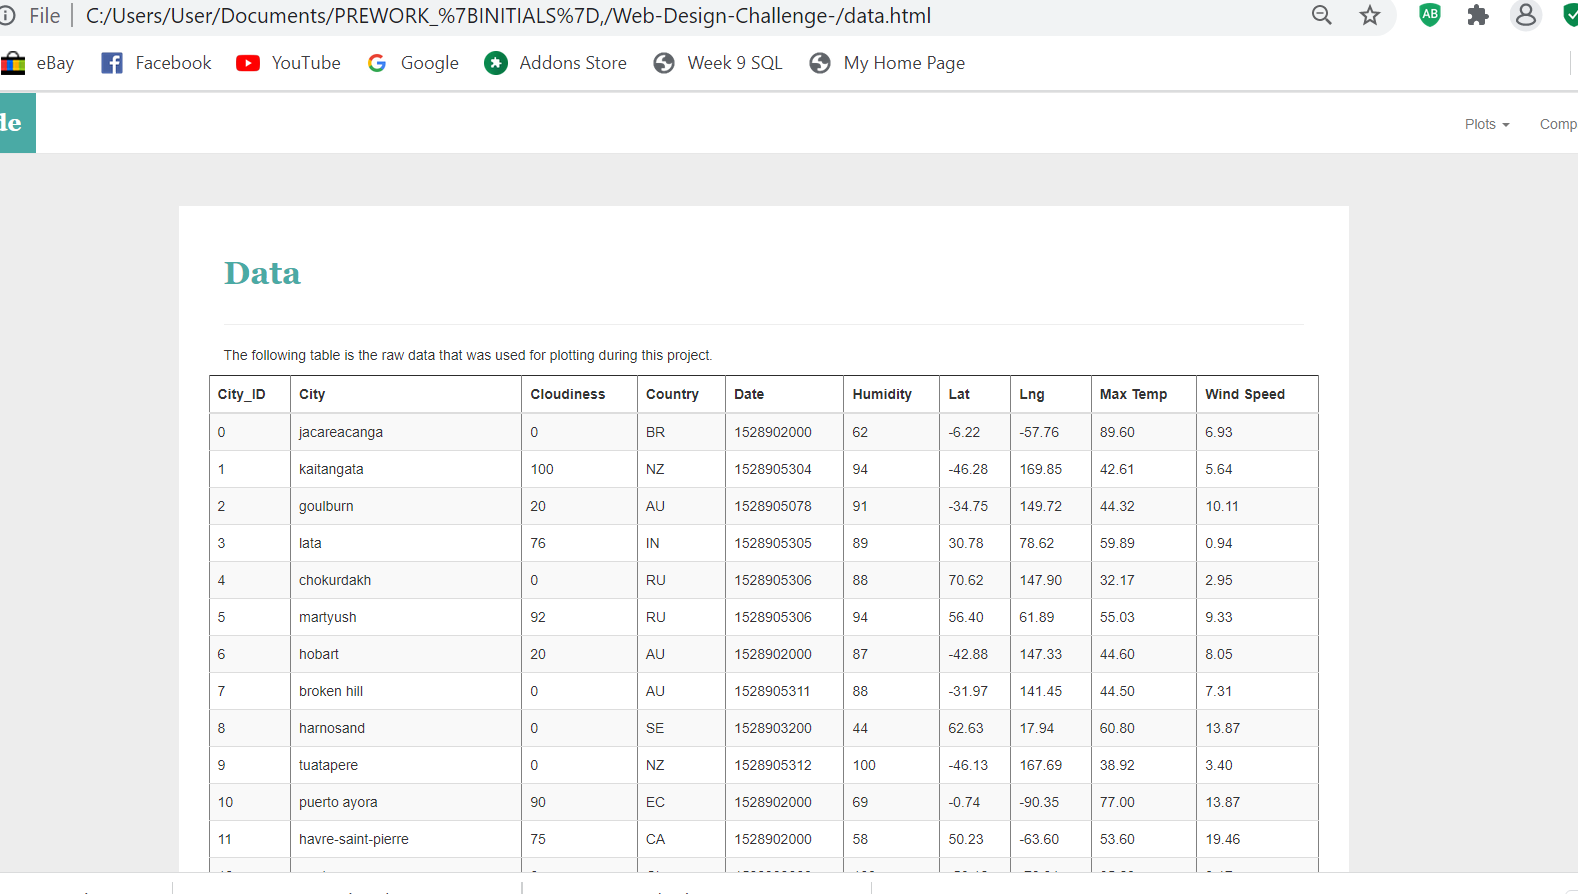 File C:/Users/User/Documents/PREWORK_%7BINITIALS%7D,/Web-Design-Challenge-/data.html AB
eBay Facebook YouTube Google Addons Store Week 9 SQL My Home Page
de Plots Comp
Data
The following table is the raw data that was used for plotting during this project.
City_ID City Cloudiness Country Date Humidity Lat Lng Max Temp Wind Speed
0 jacareacanga 0 BR 1528902000 62 -6.22 -57.76 89.60 6.93
1 kaitangata 100 NZ 1528905304 94 -46.28 169.85 42.61 5.64
2 goulburn 20 AU 1528905078 91 -34.75 149.72 44.32 10.11
3 lata 76 IN 1528905305 89 30.78 78.62 59.89 0.94
4 chokurdakh 0 RU 1528905306 88 70.62 147.90 32.17 2.95
5 martyush 92 RU 1528905306 94 56.40 61.89 55.03 9.33
6 hobart 20 AU 1528902000 87 -42.88 147.33 44.60 8.05
7 broken hill 0 AU 1528905311 88 -31.97 141.45 44.50 7.31
8 harnosand 0 SE 1528903200 44 62.63 17.94 60.80 13.87
9 tuatapere 0 NZ 1528905312 100 -46.13 167.69 38.92 3.40
10 puerto ayora 90 EC 1528902000 69 -0.74 -90.35 77.00 13.87
11 havre-saint-pierre 75 CA 1528902000 58 50.23 -63.60 53.60 19.46